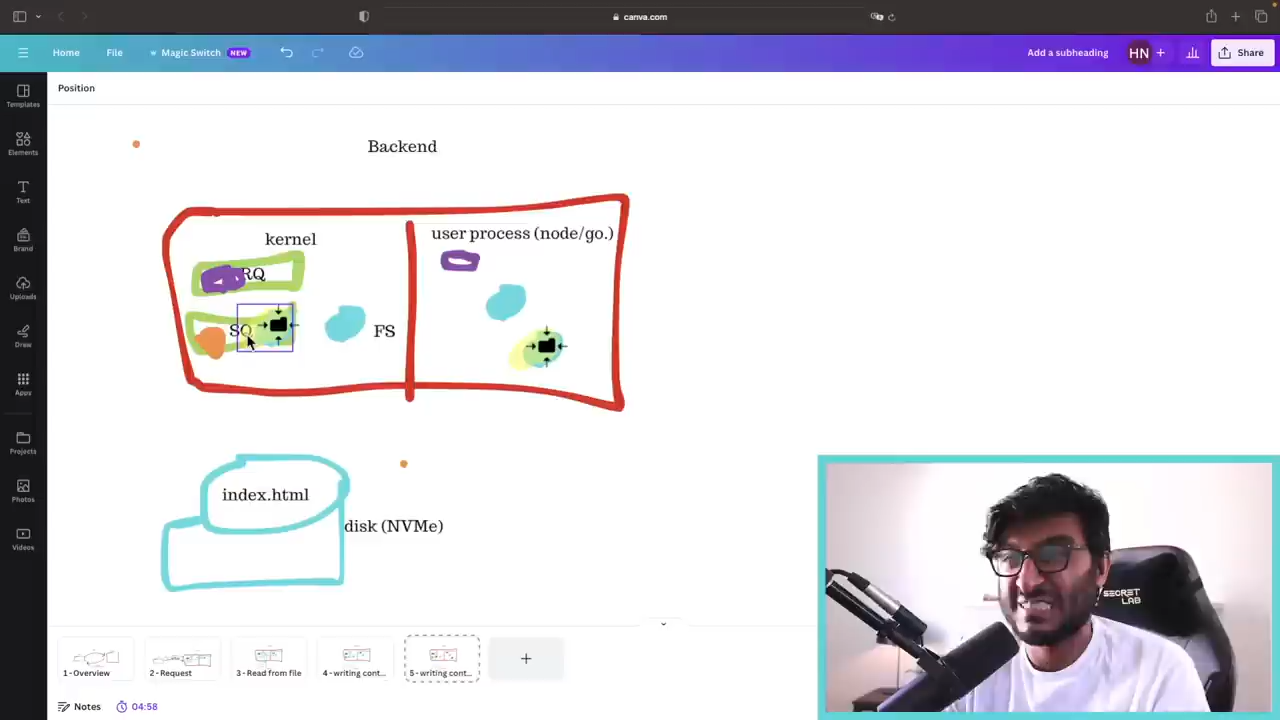 canva.com
Home
File
Magic Switch
NEW
Add a subheading
HN
Share
Templates
Elements
Text
Brand
Uploads
Draw
Apps
Projects
Photos
Videos
Position
Backend
kernel
user process (node/go.)
RQ
SQ
FS
index.html
disk (NVMe)
SECRET
LAB
1 - Overview
2 - Request
3 - Read from file
4 - writing cont...
5 - writing cont...
Notes
04:58